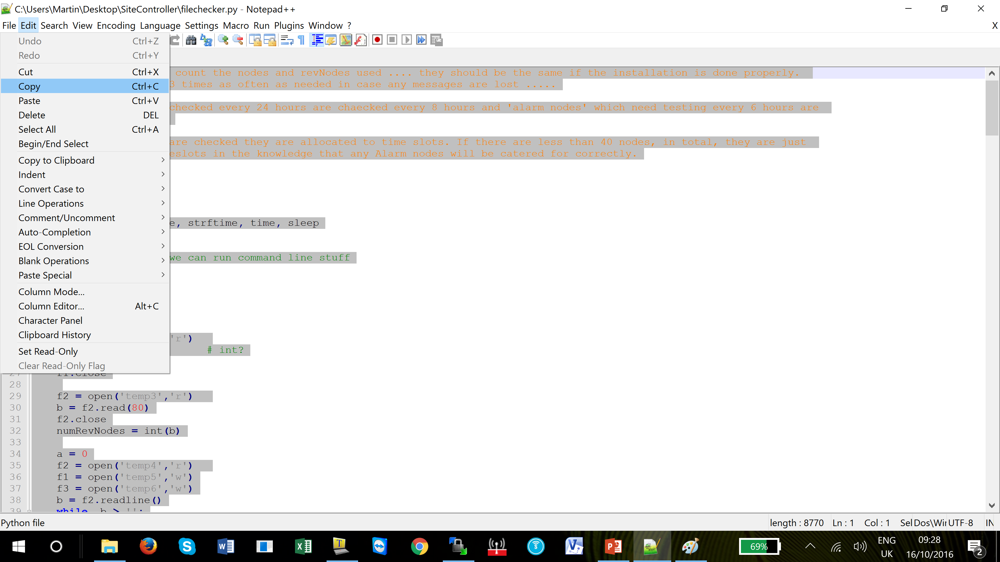 C:\Users\Martin\Desktop\SiteController\filechecker.py - Notepad++
File Edit Search View Encoding Language Settings Macro Run Plugins Window ?
X
Undo Ctrl+Z
Redo Ctrl+Y
Cut Ctrl+X
Copy Ctrl+C
Paste Ctrl+V
Delete DEL
Select All Ctrl+A
Begin/End Select
Copy to Clipboard
Indent
Convert Case to
Line Operations
Comment/Uncomment
Auto-Completion
EOL Conversion
Blank Operations
Paste Special
Column Mode...
Column Editor... Alt+C
Character Panel
Clipboard History
Set Read-Only
Clear Read-Only Flag
count the nodes and revNodes used .... they should be the same if the installation is done properly.
3 times as often as needed in case any messages are lost .....
checked every 24 hours are chaecked every 8 hours and 'alarm nodes' which need testing every 6 hours are
are checked they are allocated to time slots. If there are less than 40 nodes, in total, they are just
eslots in the knowledge that any Alarm nodes will be catered for correctly.
e, strftime, time, sleep
we can run command line stuff
'r')
# int?
27 f1.close
28
29 f2 = open('temp3','r')
30 b = f2.read(80)
31 f2.close
32 numRevNodes = int(b)
33
34 a = 0
35 f2 = open('temp4','r')
36 f1 = open('temp5','w')
37 f3 = open('temp6','w')
38 b = f2.readline()
39 while b > '':
Python file
length : 8770 Ln : 1 Col : 1 Sel Dos\Wir UTF-8 IN
69%
ENG
UK
09:28
16/10/2016
2